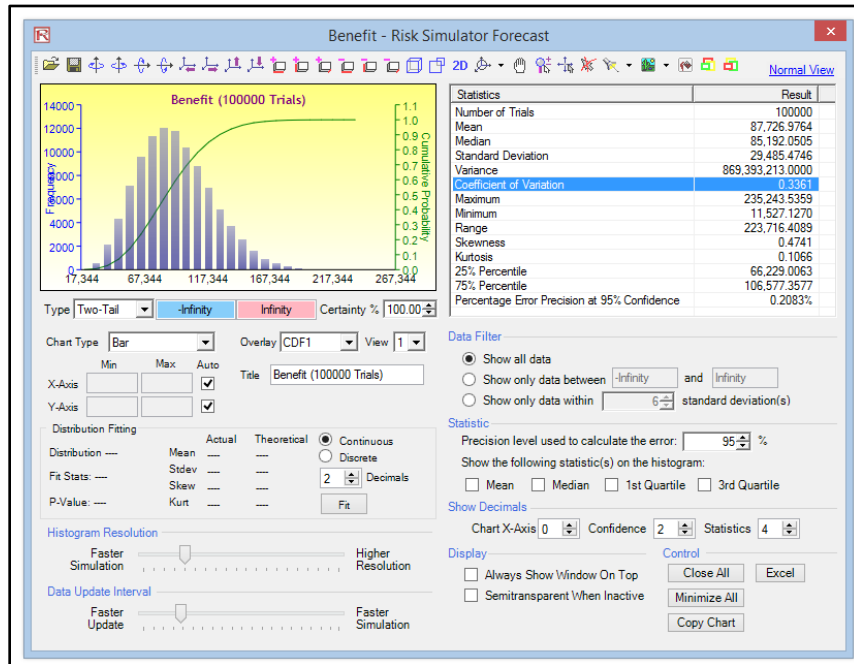 Benefit - Risk Simulator Forecast
2D
Normal View
Benefit (100000 Trials)
Frequency
14000
12000
10000
8000
6000
4000
2000
0
17,344 67,344 117,344 167,344 217,344 267,344
1.1
1.0
0.9
0.8
0.7
0.6
0.5
0.4
0.3
0.2
0.1
0.0
Cumulative Probability
Statistics Result
Number of Trials 100000
Mean 87,726.9764
Median 85,192.0505
Standard Deviation 29,485.4746
Variance 869,393,213.0000
Coefficient of Variation 0.3361
Maximum 235,243.5359
Minimum 11,527.1270
Range 223,716.4089
Skewness 0.4741
Kurtosis 0.1066
25% Percentile 66,229.0063
75% Percentile 106,577.3577
Percentage Error Precision at 95% Confidence 0.2083%
Type Two-Tail -Infinity Infinity Certainty % 100.00
Chart Type Bar Overlay CDF1 View 1
Min Max Auto
Title Benefit (100000 Trials)
X-Axis
Y-Axis
Distribution Fitting
Actual Theoretical
Continuous
Discrete
Distribution ---- Mean ---- ----
Stdev ---- ----
2 Decimals
Fit Stats: ---- Skew ---- ----
P-Value: ---- Kurt ---- ----
Fit
Histogram Resolution
Faster Simulation
Higher Resolution
Data Update Interval
Faster Update
Faster Simulation
Data Filter
Show all data
Show only data between -Infinity and Infinity
Show only data within 6 standard deviation(s)
Statistic
Precision level used to calculate the error: 95 %
Show the following statistic(s) on the histogram:
Mean Median 1st Quartile 3rd Quartile
Show Decimals
Chart X-Axis 0 Confidence 2 Statistics 4
Display
Always Show Window On Top
Semitransparent When Inactive
Control
Close All Excel
Minimize All
Copy Chart